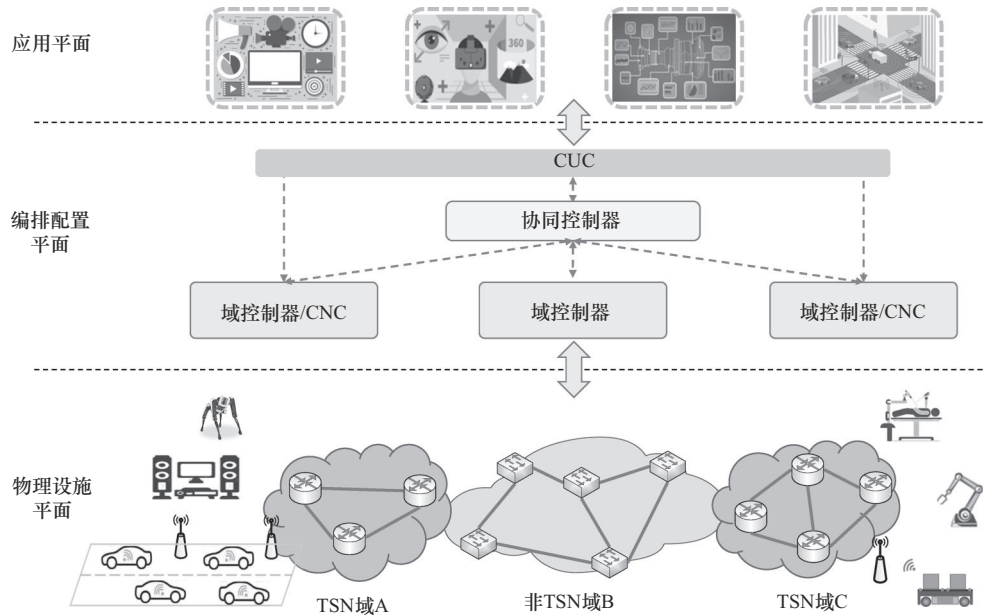 应用平面
360
CUC
协同控制器
编排配置
平面
域控制器/CNC
域控制器
域控制器/CNC
物理设施
平面
TSN域A
非TSN域B
TSN域C